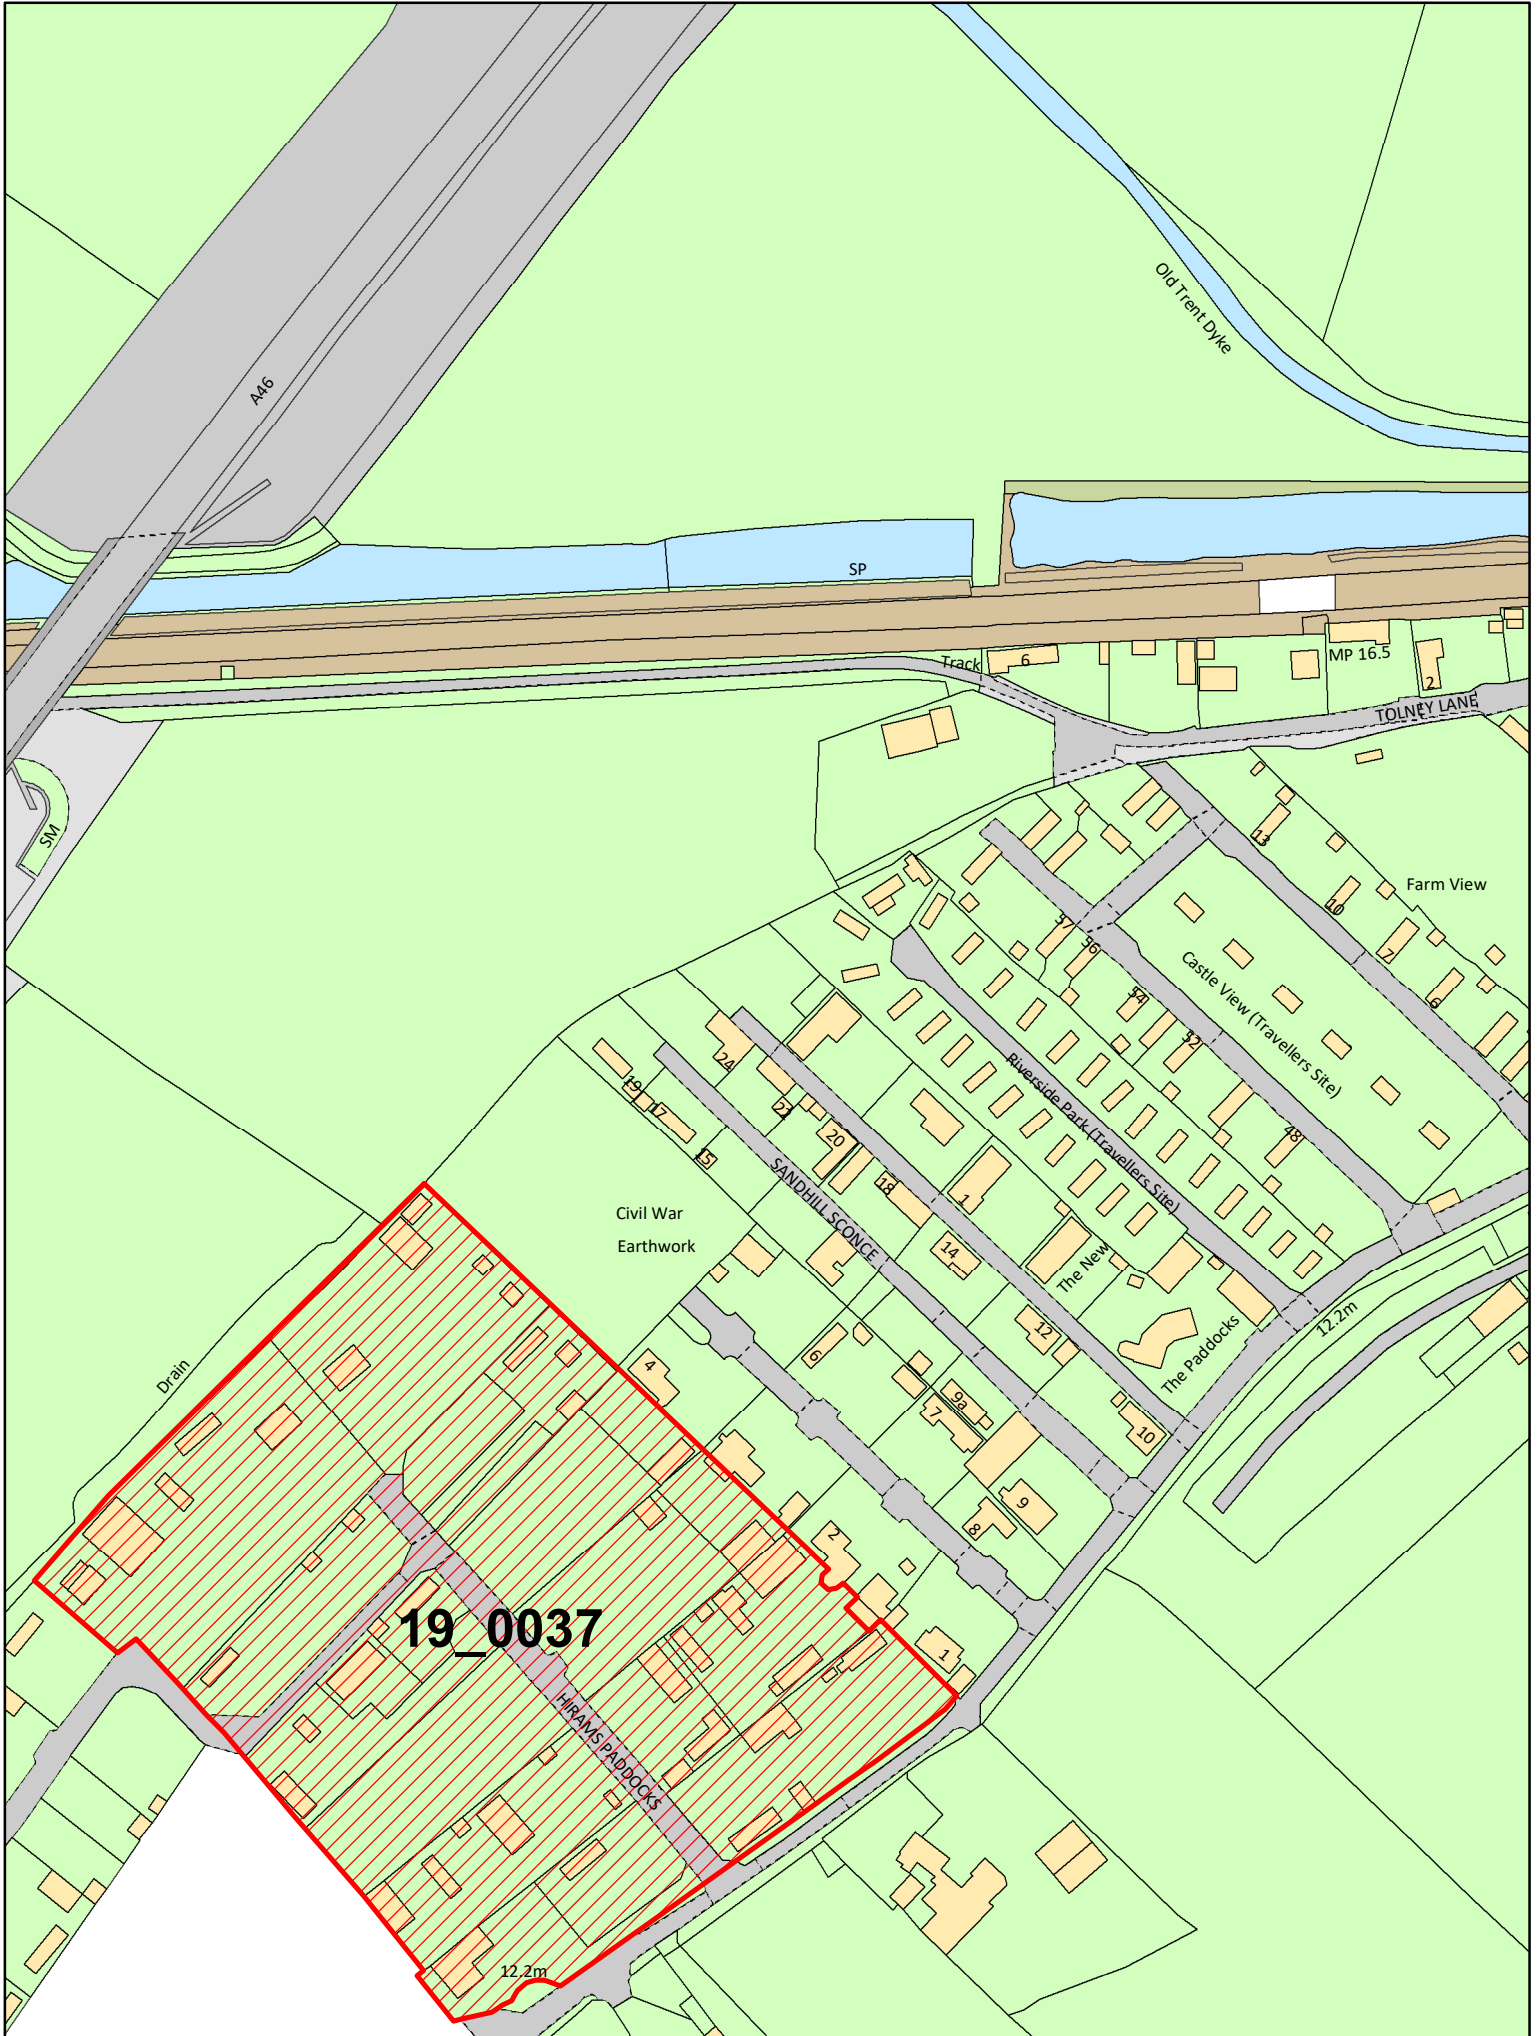 A46
Old Trent Dyke
SP
Track
6
MP 16.5
2
TOLNEY LANE
SM
13
Farm View
10
7
6
57
56
Castle View (Travellers Site)
54
52
48
Riverside Park (Travellers Site)
24
19
17
15
22
20
18
SANDHILL SCONCE
1
14
The New
12
The Paddocks
12.2m
Civil War
Earthwork
Drain
4
6
9a
7
10
9
8
2
1
19_0037
HIRAMS PADDOCKS
12.2m